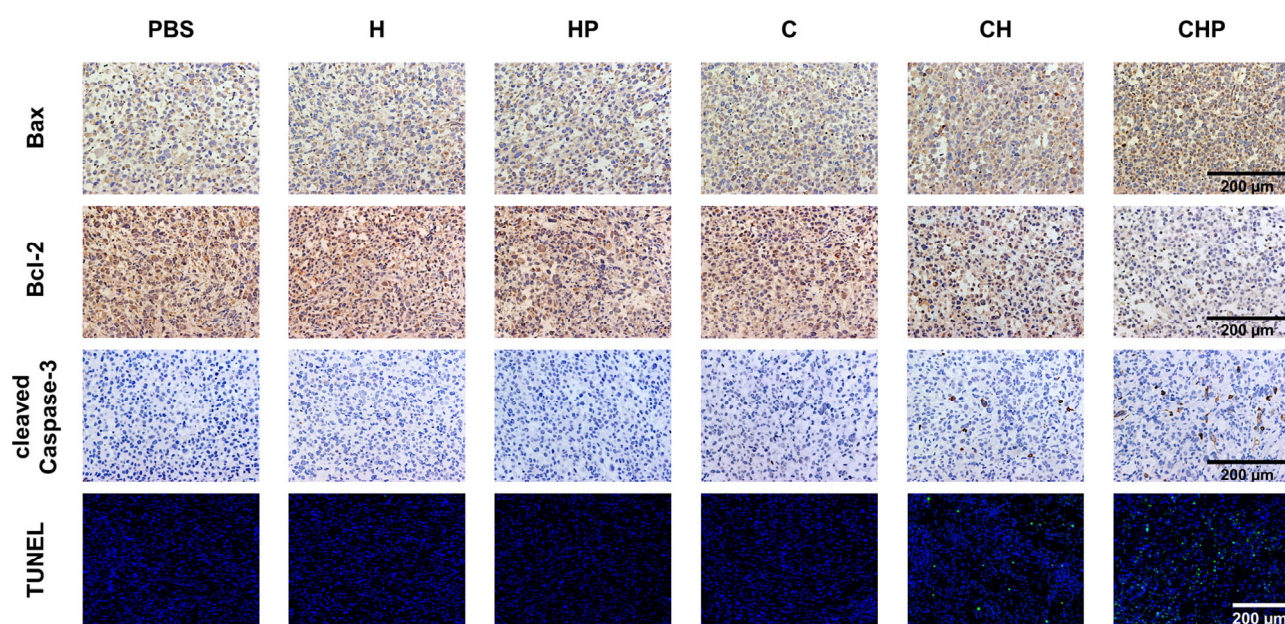 PBS H HP C CH CHP
Bax
200 µm
Bcl-2
200 µm
cleaved
Caspase-3
200 µm
TUNEL
200 µm